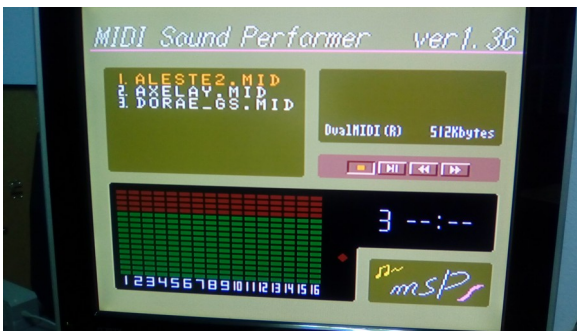 MIDI Sound Performer ver1.36
1. ALESTE2.MID
2. AXELAY.MID
3. DORAE_GS.MID
DualMIDI(R) 512Kbytes
3 --:--
1 2 3 4 5 6 7 8 9 10 11 12 13 14 15 16
msp